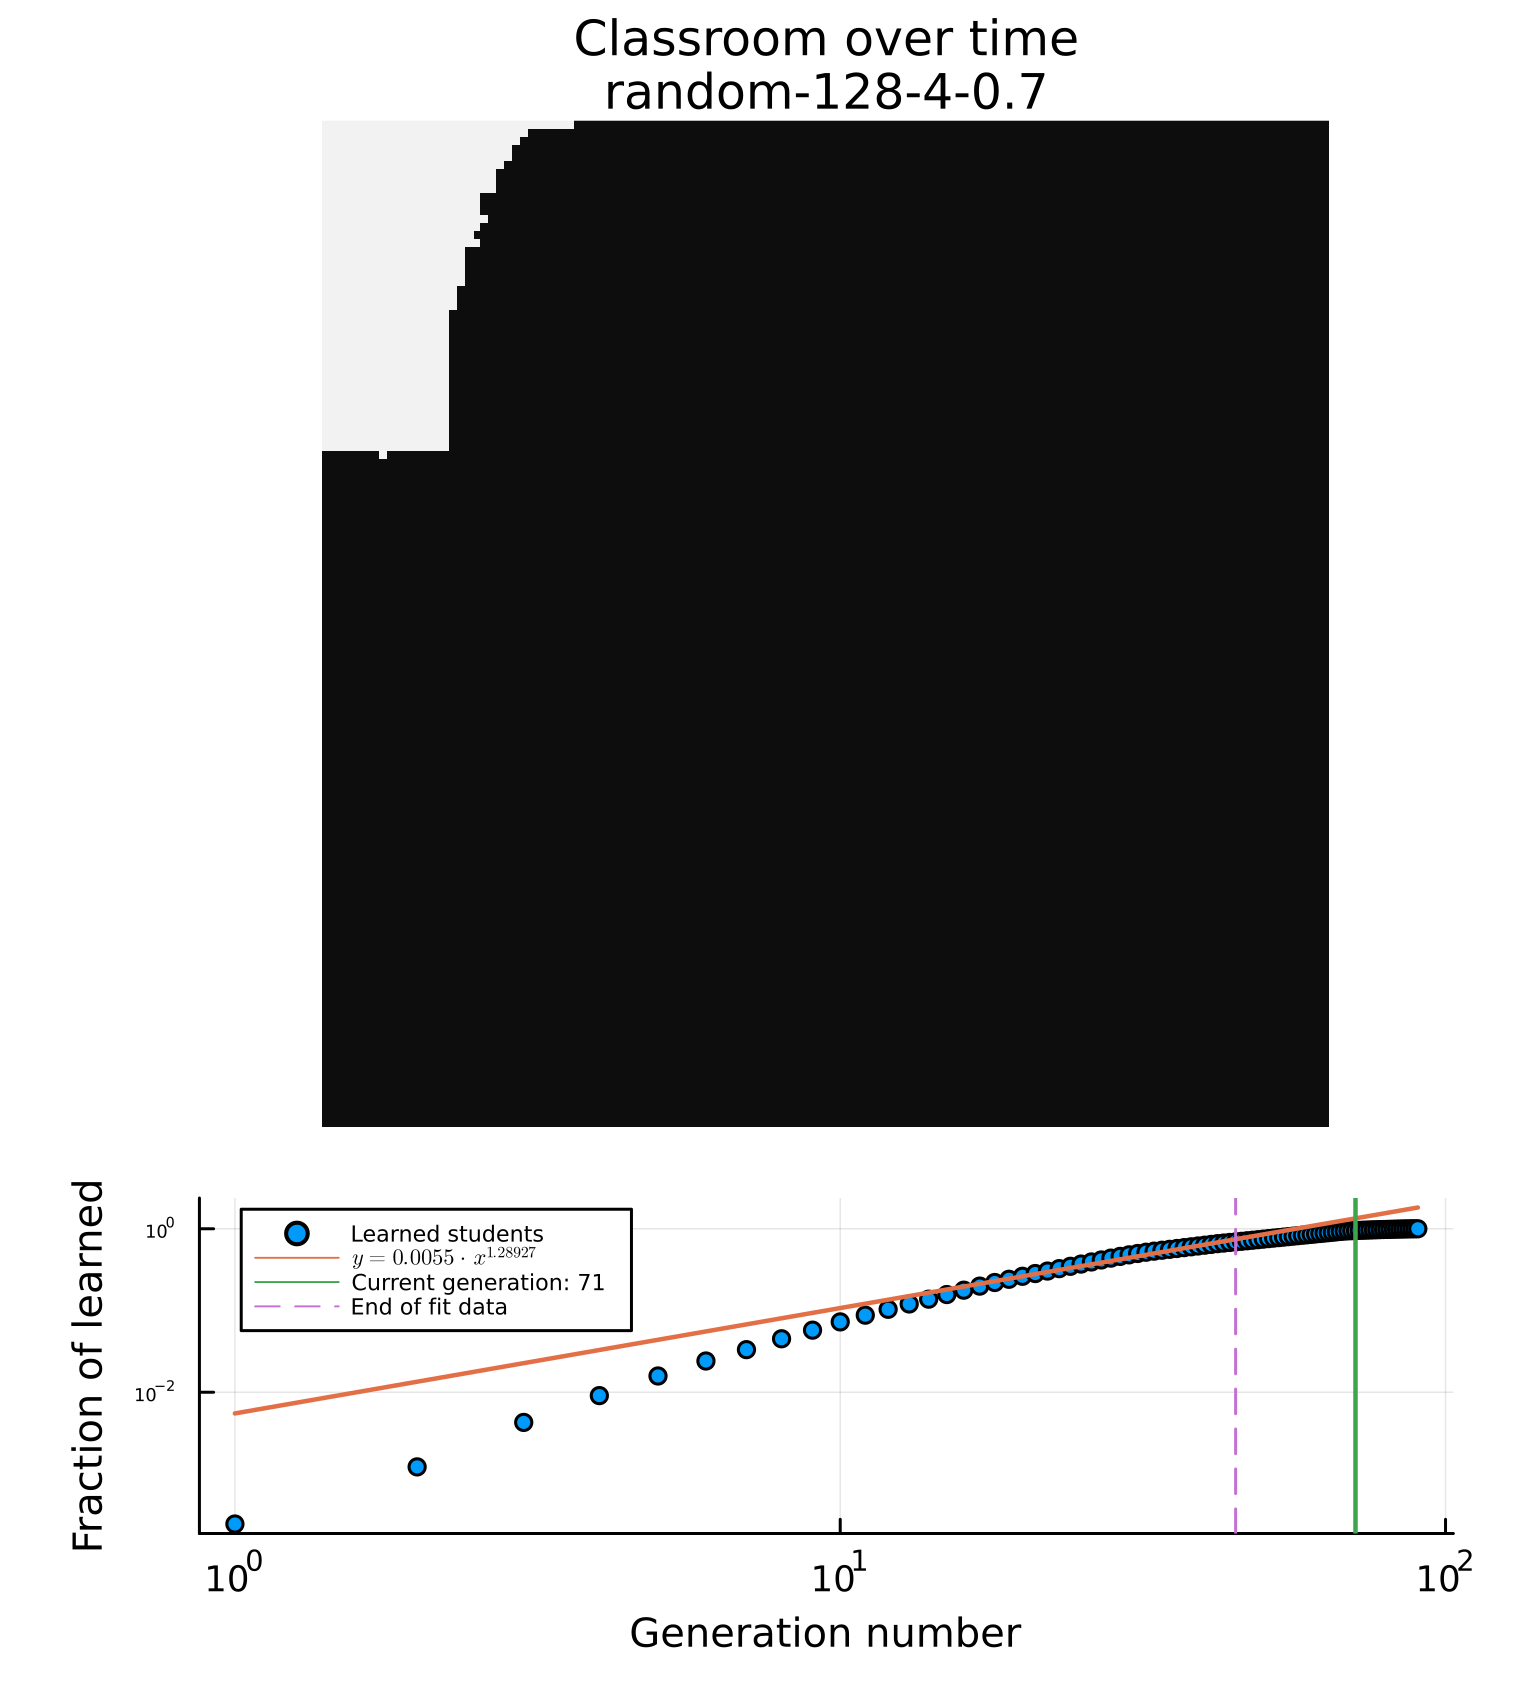 Classroom over time
random-128-4-0.7
Fraction of learned
10^0
10^-2
Learned students
y = 0.0055 · x^1.28927
Current generation: 71
End of fit data
10^0 10^1 10^2
Generation number